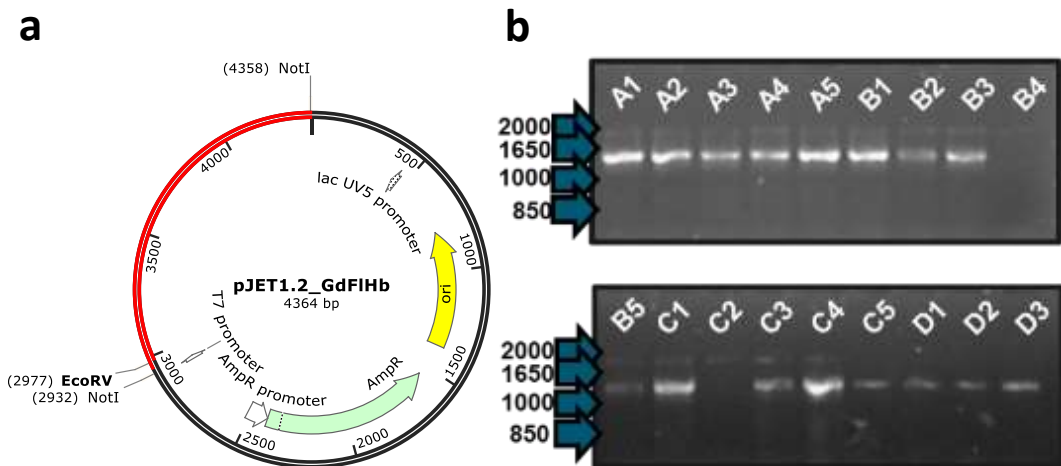 a
(4358) NotI
4000
500
lac UV5 promoter
3500
1000
pJET1.2_GdFlHb
4364 bp
ori
T7 promoter
3000
(2977) EcoRV
(2932) NotI
AmpR promoter
AmpR
1500
2500
2000
b
A1 A2 A3 A4 A5 B1 B2 B3 B4
2000
1650
1000
850
B5 C1 C2 C3 C4 C5 D1 D2 D3
2000
1650
1000
850